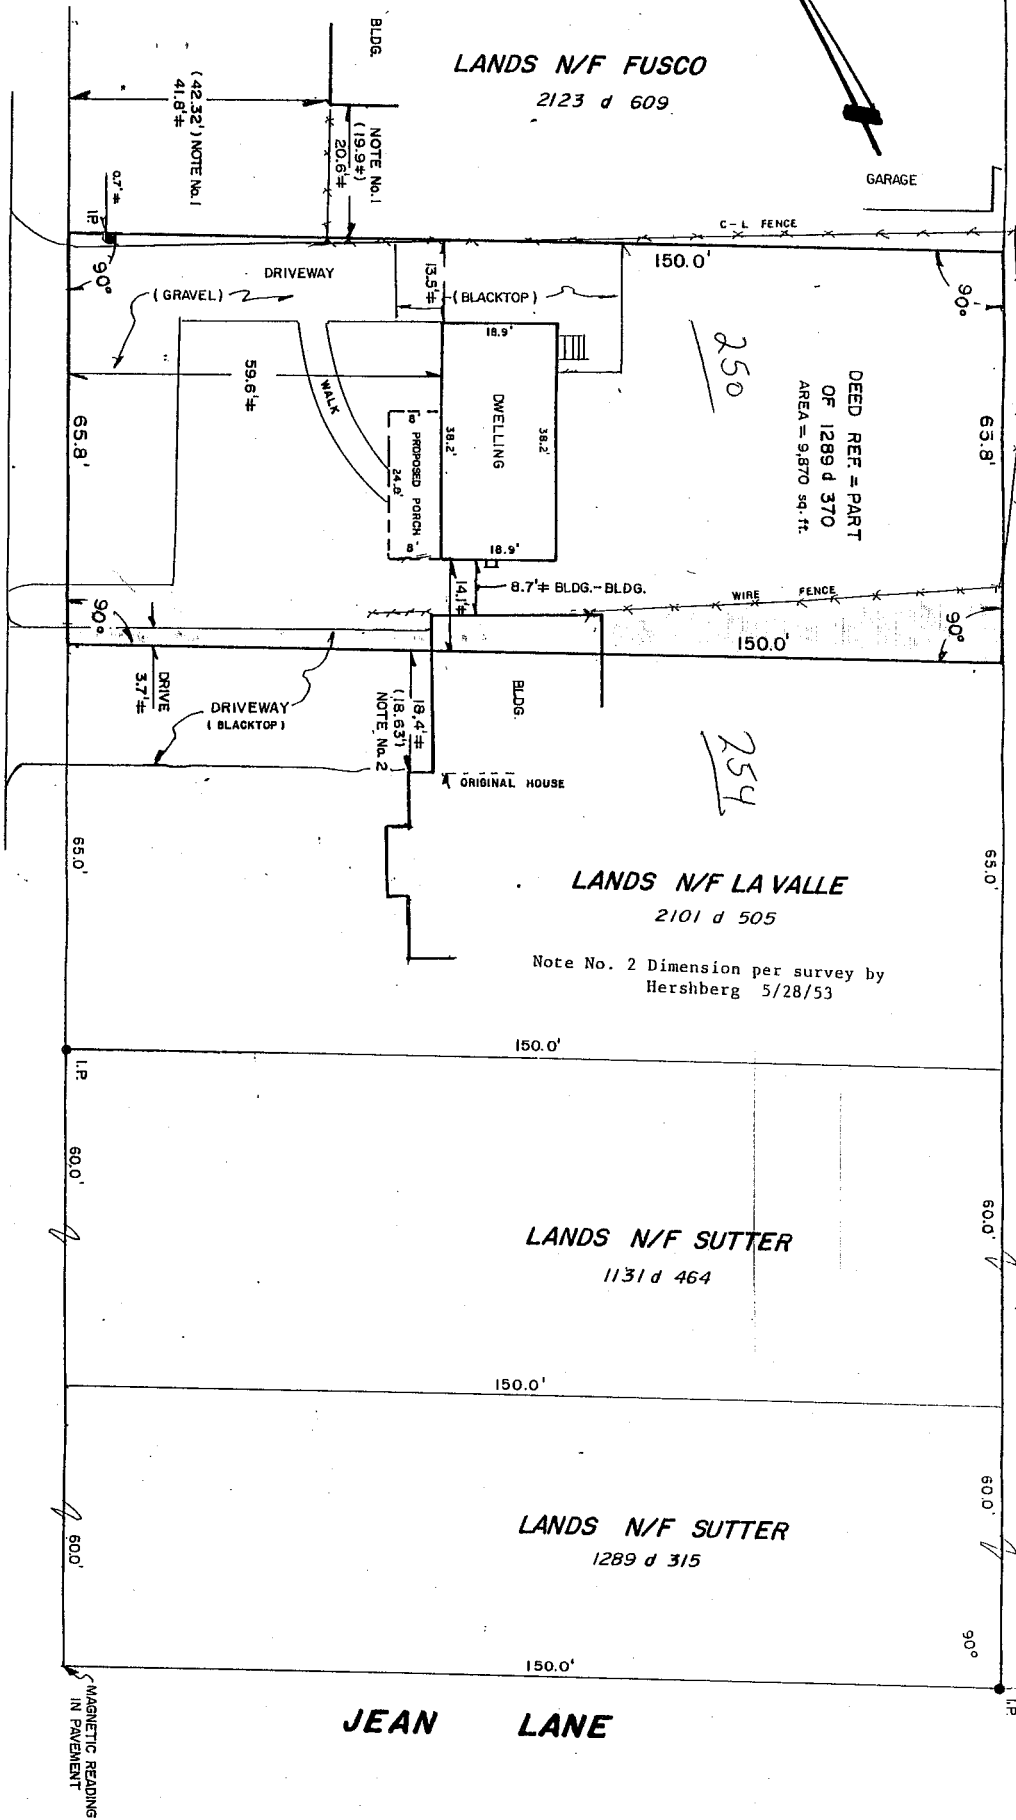 BLDG.
LANDS N/F FUSCO
2123 d 609
(42.32') NOTE No.1
41.8'±
NOTE No.1
(19.9±)
20.6'±
GARAGE
0.7'±
I.P.
C-L FENCE
90°
DRIVEWAY
(GRAVEL)
13.5'±
(BLACKTOP)
150.0'
90°
18.9'
250
59.6'±
WALK
DWELLING
DEED REF. = PART
OF 1289 d 370
AREA = 9,870 sq. ft.
65.8'
65.8'
8'
PROPOSED PORCH
24.8'
8'
38.2'
38.2'
18.9'
14.1'±
8.7'± BLDG.-BLDG.
WIRE FENCE
90°
90°
150.0'
DRIVE
3.7'±
DRIVEWAY
(BLACKTOP)
18.4'±
(18.63')
NOTE No. 2
BLDG.
254
ORIGINAL HOUSE
65.0'
65.0'
LANDS N/F LA VALLE
2101 d 505
Note No. 2 Dimension per survey by
Hershberg 5/28/53
150.0'
I.P.
60.0'
60.0'
LANDS N/F SUTTER
1131 d 464
150.0'
60.0'
60.0'
LANDS N/F SUTTER
1289 d 315
90°
150.0'
I.P.
MAGNETIC READING
IN PAVEMENT
JEAN LANE